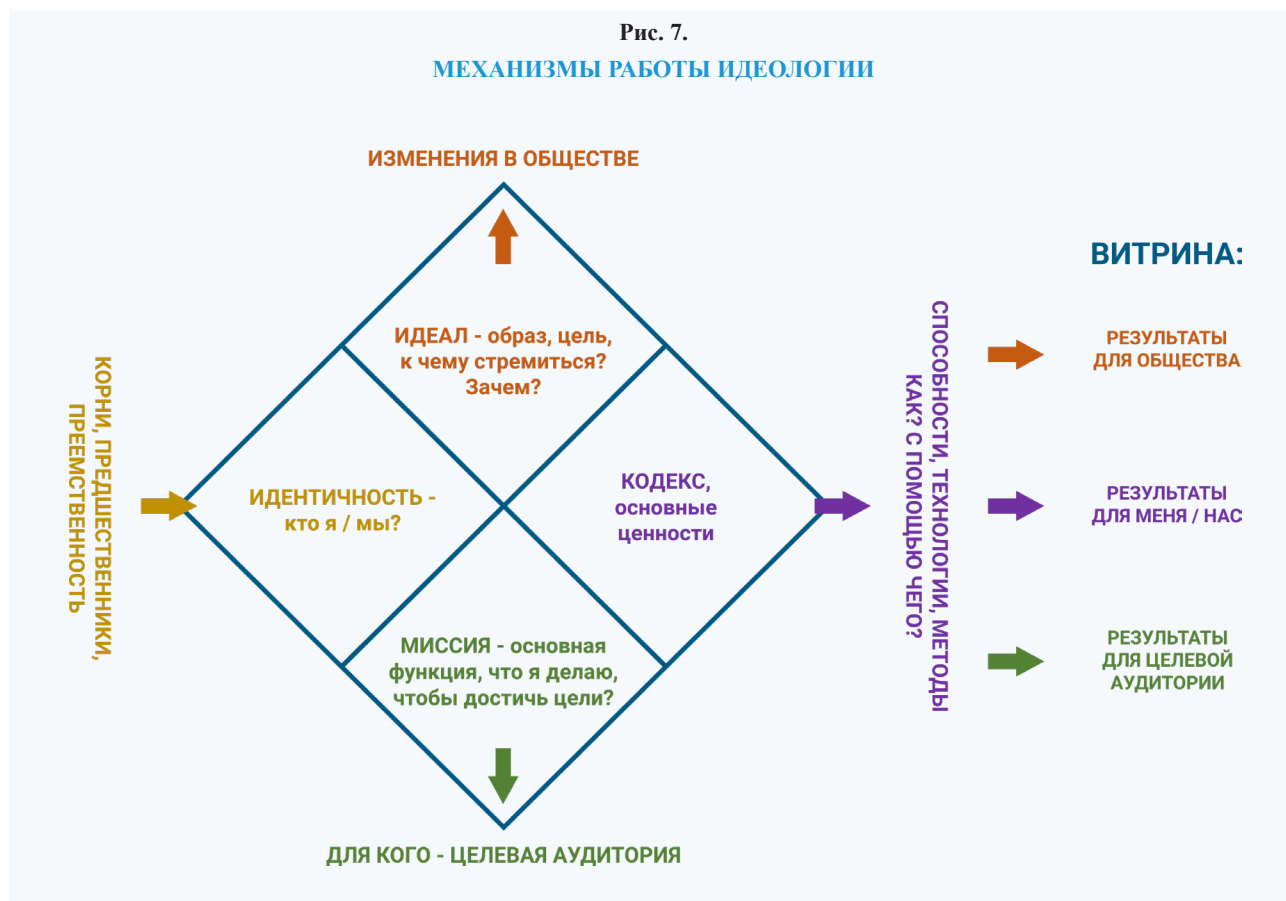 Рис. 7.
МЕХАНИЗМЫ РАБОТЫ ИДЕОЛОГИИ
ИЗМЕНЕНИЯ В ОБЩЕСТВЕ
ИДЕАЛ - образ, цель,
к чему стремиться?
Зачем?
КОРНИ, ПРЕДШЕСТВЕННИКИ,
ПРЕЕМСТВЕННОСТЬ
ИДЕНТИЧНОСТЬ -
кто я / мы?
КОДЕКС,
основные
ценности
МИССИЯ - основная
функция, что я делаю,
чтобы достичь цели?
ДЛЯ КОГО - ЦЕЛЕВАЯ АУДИТОРИЯ
СПОСОБНОСТИ, ТЕХНОЛОГИИ, МЕТОДЫ
КАК? С ПОМОЩЬЮ ЧЕГО?
ВИТРИНА:
РЕЗУЛЬТАТЫ
ДЛЯ ОБЩЕСТВА
РЕЗУЛЬТАТЫ
ДЛЯ МЕНЯ / НАС
РЕЗУЛЬТАТЫ
ДЛЯ ЦЕЛЕВОЙ
АУДИТОРИИ